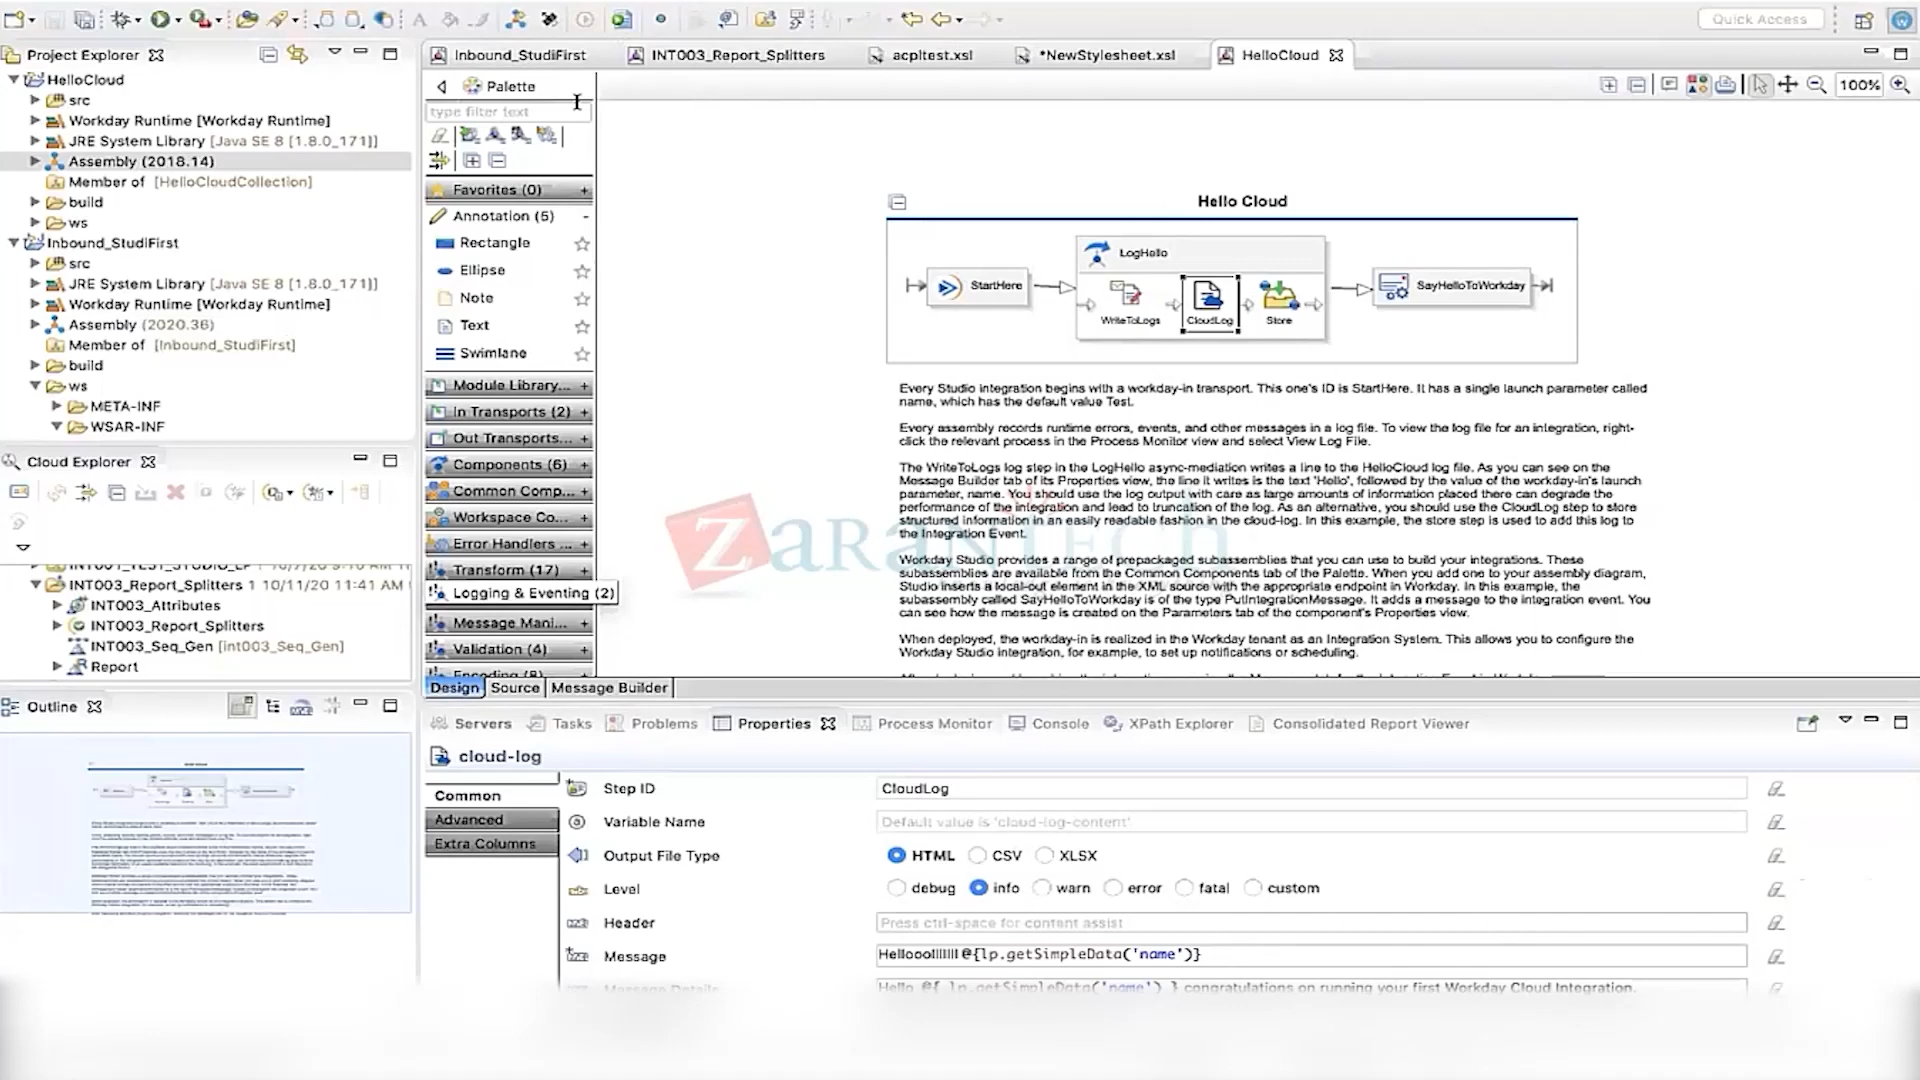 Quick Access
Project Explorer
HelloCloud
src
Workday Runtime [Workday Runtime]
JRE System Library [Java SE 8 [1.8.0_171]]
Assembly (2018.14)
Member of [HelloCloudCollection]
build
ws
Inbound_StudiFirst
src
JRE System Library [Java SE 8 [1.8.0_171]]
Workday Runtime [Workday Runtime]
Assembly (2020.36)
Member of [Inbound_StudiFirst]
build
ws
META-INF
WSAR-INF
Cloud Explorer
INT003_Report_Splitters 1 10/11/20 11:41 AM
INT003_Attributes
INT003_Report_Splitters
INT003_Seq_Gen [int003_Seq_Gen]
Report
Outline
Inbound_StudiFirst
INT003_Report_Splitters
acpltest.xsl
*NewStylesheet.xsl
HelloCloud
100%
Palette
type filter text
Favorites (0)
Annotation (5)
Rectangle
Ellipse
Note
Text
Swimlane
Module Library...
In Transports (2)
Out Transports...
Components (6)
Common Comp...
Workspace Co...
Error Handlers ...
Transform (17)
Logging & Eventing (2)
Message Mani...
Validation (4)
Encoding (8)
Design Source Message Builder
Hello Cloud
StartHere
LogHello
WriteToLogs
CloudLog
Store
SayHelloToWorkday
Every Studio integration begins with a workday-in transport. This one's ID is StartHere. It has a single launch parameter called
name, which has the default value Test.
Every assembly records runtime errors, events, and other messages in a log file. To view the log file for an integration, right-
click the relevant process in the Process Monitor view and select View Log File.
The WriteToLogs log step in the LogHello async-mediation writes a line to the HelloCloud log file. As you can see on the
Message Builder tab of its Properties view, the line it writes is the text 'Hello', followed by the value of the workday-in's launch
parameter, name. You should use the log output with care as large amounts of information placed there can degrade the
performance of the integration and lead to truncation of the log. As an alternative, you should use the CloudLog step to store
structured information in an easily readable fashion in the cloud-log. In this example, the store step is used to add this log to
the Integration Event.
Workday Studio provides a range of prepackaged subassemblies that you can use to build your integrations. These
subassemblies are available from the Common Components tab of the Palette. When you add one to your assembly diagram,
Studio inserts a local-out element in the XML source with the appropriate endpoint in Workday. In this example, the
subassembly called SayHelloToWorkday is of the type PutIntegrationMessage. It adds a message to the integration event. You
can see how the message is created on the Parameters tab of the component's Properties view.
When deployed, the workday-in is realized in the Workday tenant as an Integration System. This allows you to configure the
Workday Studio integration, for example, to set up notifications or scheduling.
ZARANTECH
Servers Tasks Problems Properties Process Monitor Console XPath Explorer Consolidated Report Viewer
cloud-log
Common
Advanced
Extra Columns
Step ID
CloudLog
Variable Name
Default value is 'cloud-log-content'
Output File Type
HTML CSV XLSX
Level
debug info warn error fatal custom
Header
Press ctrl-space for content assist
Message
@{lp.getSimpleData('name')}
Message Details
Hello @{ lp.getSimpleData('name') } congratulations on running your first Workday Cloud Integration.